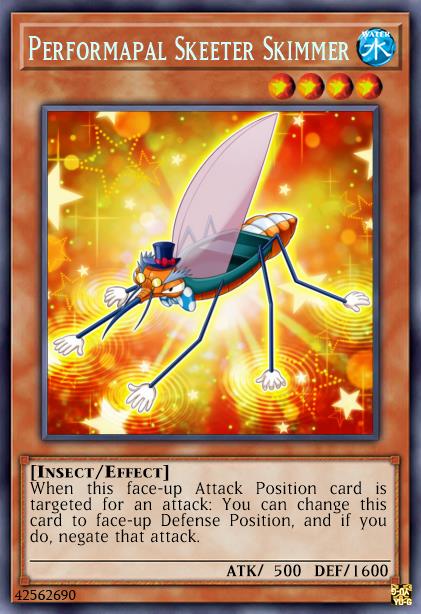 PERFORMAPAL SKEETER SKIMMER
WATER
水
[INSECT/EFFECT]
When this face-up Attack Position card is
targeted for an attack: You can change this
card to face-up Defense Position, and if you
do, negate that attack.
ATK/ 500 DEF/1600
42562690